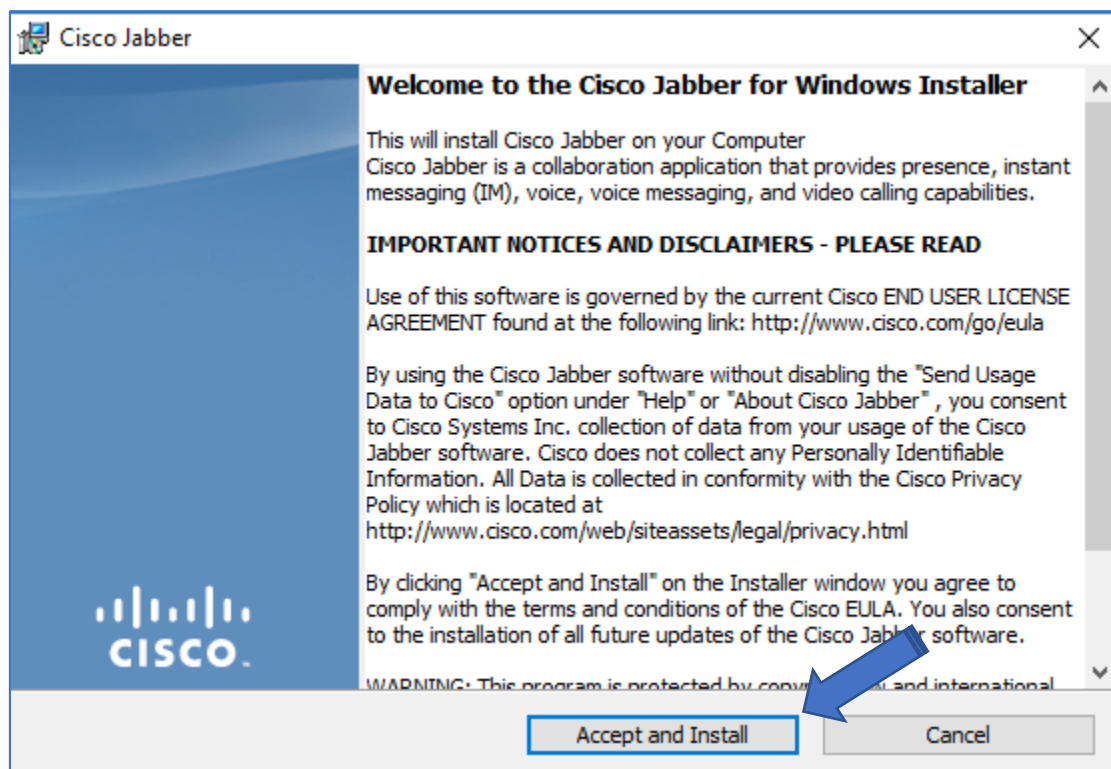 Cisco Jabber
Welcome to the Cisco Jabber for Windows Installer
This will install Cisco Jabber on your Computer
Cisco Jabber is a collaboration application that provides presence, instant
messaging (IM), voice, voice messaging, and video calling capabilities.
IMPORTANT NOTICES AND DISCLAIMERS - PLEASE READ
Use of this software is governed by the current Cisco END USER LICENSE
AGREEMENT found at the following link: http://www.cisco.com/go/eula
By using the Cisco Jabber software without disabling the "Send Usage
Data to Cisco" option under "Help" or "About Cisco Jabber" , you consent
to Cisco Systems Inc. collection of data from your usage of the Cisco
Jabber software. Cisco does not collect any Personally Identifiable
Information. All Data is collected in conformity with the Cisco Privacy
Policy which is located at
http://www.cisco.com/web/siteassets/legal/privacy.html
By clicking "Accept and Install" on the Installer window you agree to
comply with the terms and conditions of the Cisco EULA. You also consent
to the installation of all future updates of the Cisco Jabber software.
WARNING: This program is protected by and international
CISCO.
Accept and Install
Cancel